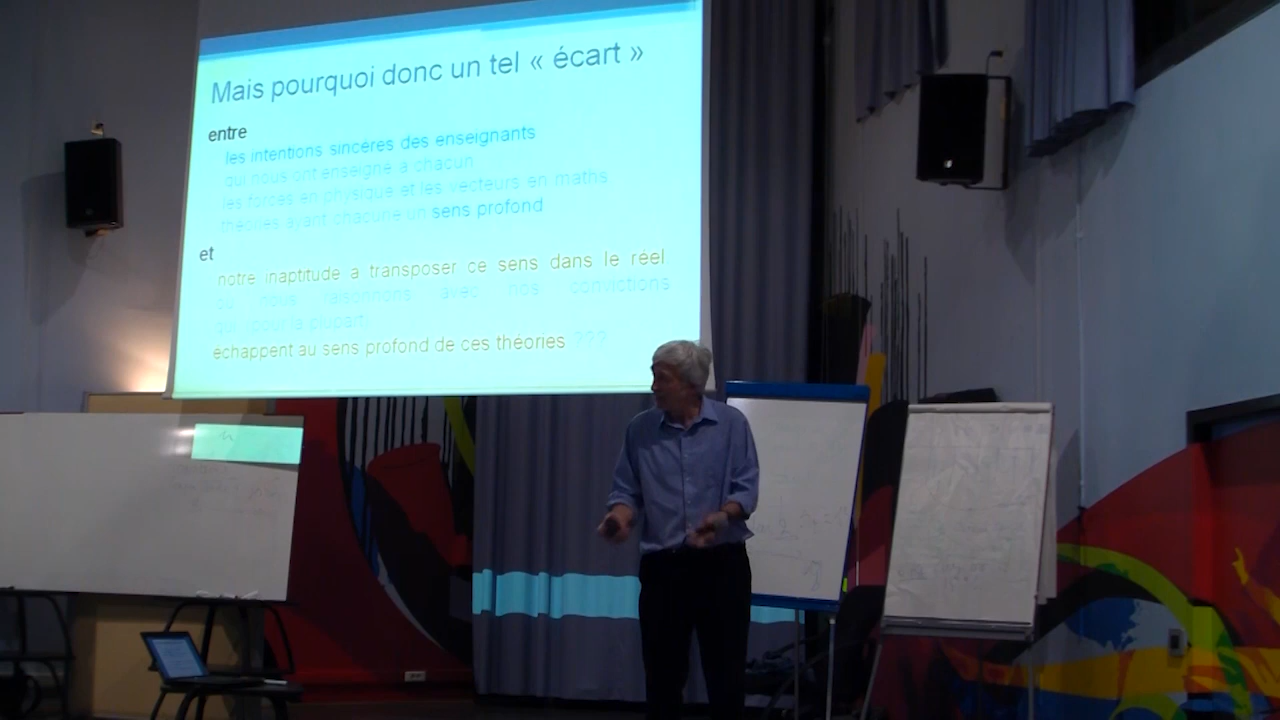 Mais pourquoi donc un tel « écart »
entre
les intentions sincères des enseignants
qui nous ont enseigné à chacun
les forces en physique et les vecteurs en maths
théories ayant chacune un sens profond
et
notre inaptitude à transposer ce sens dans le réel
où nous raisonnons avec nos convictions
qui (pour la plupart)
échappent au sens profond de ces théories ???